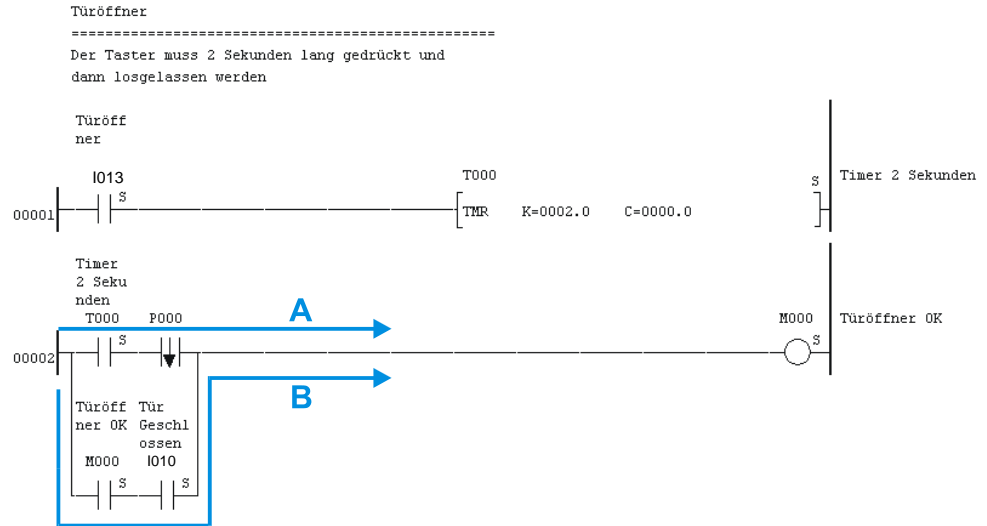 Türöffner
=================================================
Der Taster muss 2 Sekunden lang gedrückt und
dann losgelassen werden
Türöff
ner
I013
T000
S
S
Timer 2 Sekunden
00001
TMR K=0002.0 C=0000.0
Timer
2 Seku
nden
T000 P000
A
M000
Türöffner OK
S
S
00002
B
Türöff Tür
ner OK Geschl
ossen
M000 I010
S
S